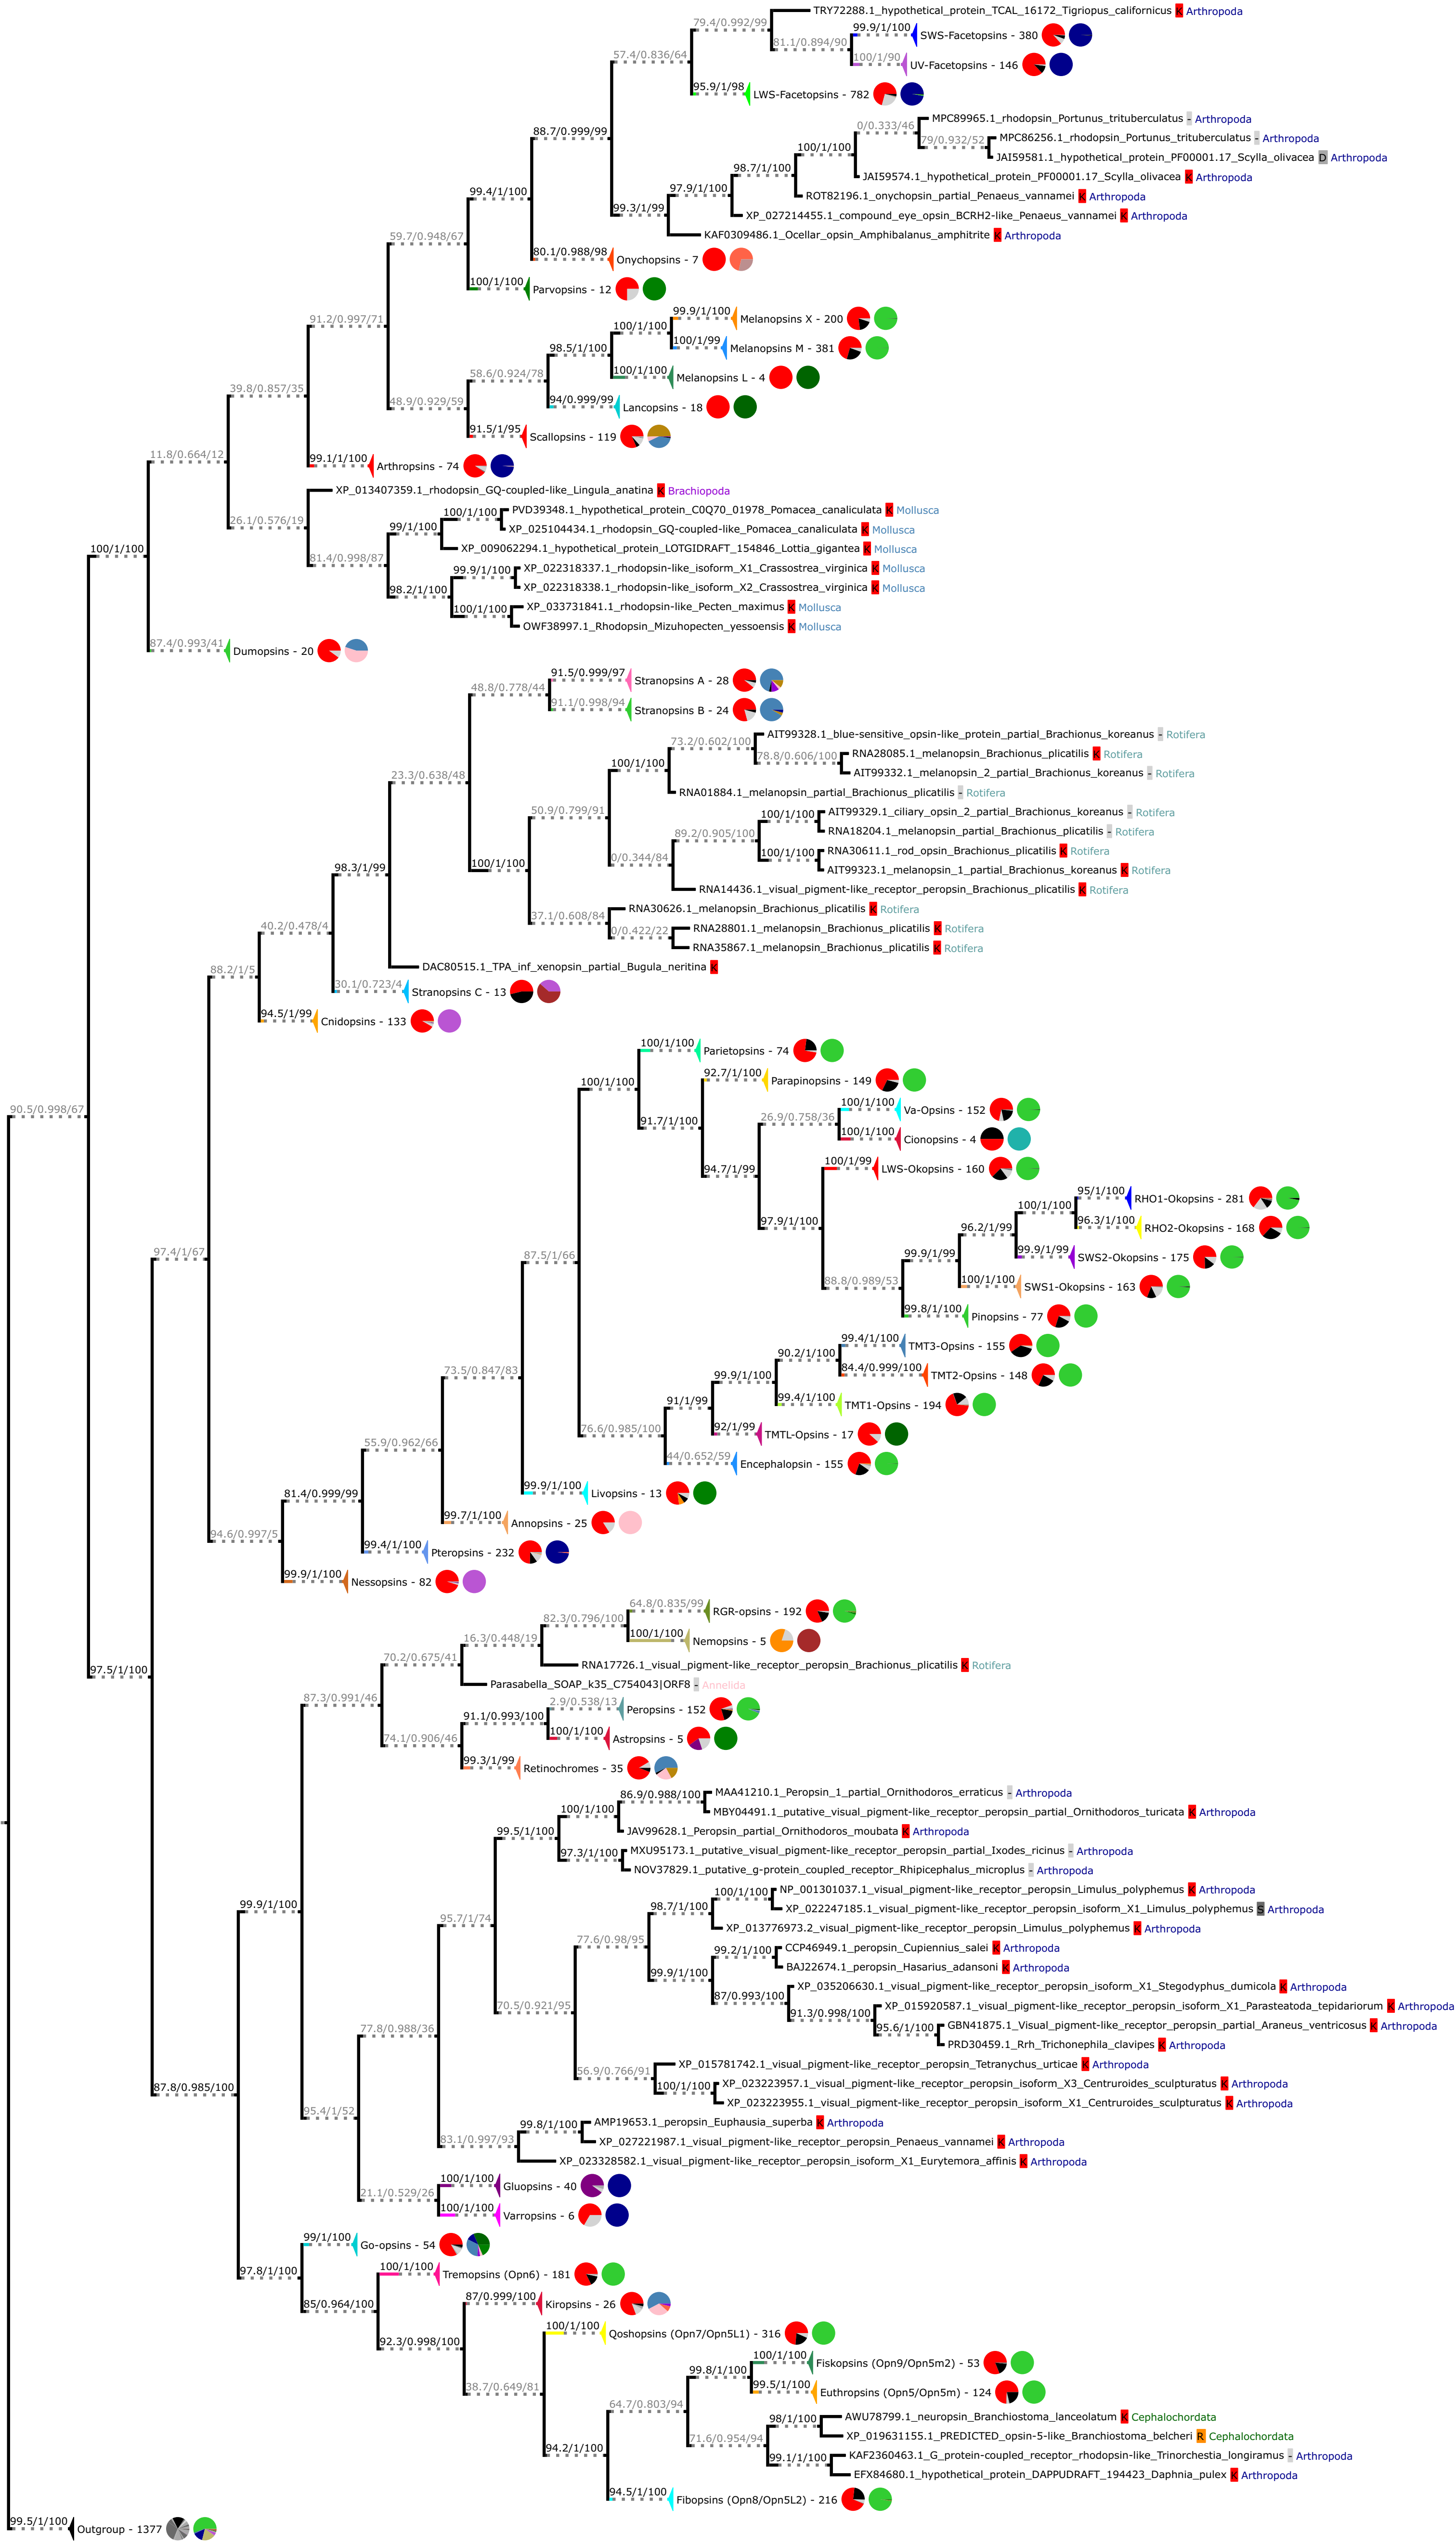 79.4/0.992/99
TRY72288.1_hypothetical_protein_TCAL_16172_Tigriopus_californicus K Arthropoda
99.9/1/100 SWS-Facetopsins - 380
81.1/0.894/90
57.4/0.836/64
100/1/90 UV-Facetopsins - 146
95.9/1/98 LWS-Facetopsins - 782
MPC89965.1_rhodopsin_Portunus_trituberculatus - Arthropoda
0/0.333/46
88.7/0.999/99
MPC86256.1_rhodopsin_Portunus_trituberculatus - Arthropoda
79/0.932/52
100/1/100
JAI59581.1_hypothetical_protein_PF00001.17_Scylla_olivacea D Arthropoda
98.7/1/100
JAI59574.1_hypothetical_protein_PF00001.17_Scylla_olivacea K Arthropoda
99.4/1/100
97.9/1/100
ROT82196.1_onychopsin_partial_Penaeus_vannamei K Arthropoda
99.3/1/99
XP_027214455.1_compound_eye_opsin_BCRH2-like_Penaeus_vannamei K Arthropoda
59.7/0.948/67
KAF0309486.1_Ocellar_opsin_Amphibalanus_amphitrite K Arthropoda
80.1/0.988/98 Onychopsins - 7
100/1/100 Parvopsins - 12
91.2/0.997/71
99.9/1/100 Melanopsins X - 200
100/1/100
100/1/99 Melanopsins M - 381
98.5/1/100
100/1/100 Melanopsins L - 4
58.6/0.924/78
39.8/0.857/35
48.9/0.929/59
94/0.999/99 Lancopsins - 18
91.5/1/95 Scallopsins - 119
11.8/0.664/12
99.1/1/100 Arthropsins - 74
XP_013407359.1_rhodopsin_GQ-coupled-like_Lingula_anatina K Brachiopoda
26.1/0.576/19
PVD39348.1_hypothetical_protein_C0Q70_01978_Pomacea_canaliculata K Mollusca
100/1/100
99/1/100
XP_025104434.1_rhodopsin_GQ-coupled-like_Pomacea_canaliculata K Mollusca
100/1/100
XP_009062294.1_hypothetical_protein_LOTGIDRAFT_154846_Lottia_gigantea K Mollusca
81.4/0.998/87
XP_022318337.1_rhodopsin-like_isoform_X1_Crassostrea_virginica K Mollusca
99.9/1/100
98.2/1/100
XP_022318338.1_rhodopsin-like_isoform_X2_Crassostrea_virginica K Mollusca
XP_033731841.1_rhodopsin-like_Pecten_maximus K Mollusca
100/1/100
OWF38997.1_Rhodopsin_Mizuhopecten_yessoensis K Mollusca
87.4/0.993/41 Dumopsins - 20
91.5/0.999/97 Stranopsins A - 28
48.8/0.778/44
91.1/0.998/94 Stranopsins B - 24
AIT99328.1_blue-sensitive_opsin-like_protein_partial_Brachionus_koreanus - Rotifera
73.2/0.602/100
RNA28085.1_melanopsin_Brachionus_plicatilis K Rotifera
78.8/0.606/100
100/1/100
AIT99332.1_melanopsin_2_partial_Brachionus_koreanus - Rotifera
23.3/0.638/48
RNA01884.1_melanopsin_partial_Brachionus_plicatilis - Rotifera
AIT99329.1_ciliary_opsin_2_partial_Brachionus_koreanus - Rotifera
50.9/0.799/91
100/1/100
RNA18204.1_melanopsin_partial_Brachionus_plicatilis - Rotifera
89.2/0.905/100
RNA30611.1_rod_opsin_Brachionus_plicatilis K Rotifera
100/1/100
0/0.344/84
98.3/1/99
100/1/100
AIT99323.1_melanopsin_1_partial_Brachionus_koreanus K Rotifera
RNA14436.1_visual_pigment-like_receptor_peropsin_Brachionus_plicatilis K Rotifera
RNA30626.1_melanopsin_Brachionus_plicatilis K Rotifera
37.1/0.608/84
RNA28801.1_melanopsin_Brachionus_plicatilis K Rotifera
0/0.422/22
40.2/0.478/4
RNA35867.1_melanopsin_Brachionus_plicatilis K Rotifera
DAC80515.1_TPA_inf_xenopsin_partial_Bugula_neritina K
88.2/1/5
30.1/0.723/4 Stranopsins C - 13
94.5/1/99 Cnidopsins - 133
100/1/100 Parietopsins - 74
100/1/100
92.7/1/100 Parapinopsins - 149
91.7/1/100
100/1/100 Va-Opsins - 152
26.9/0.758/36
90.5/0.998/67
100/1/100 Cionopsins - 4
94.7/1/99
100/1/99 LWS-Okopsins - 160
95/1/100 RHO1-Okopsins - 281
100/1/100
97.9/1/100
96.3/1/100 RHO2-Okopsins - 168
96.2/1/99
99.9/1/99 SWS2-Okopsins - 175
97.4/1/67
87.5/1/66
99.9/1/99
88.8/0.989/53
100/1/100 SWS1-Okopsins - 163
99.8/1/100 Pinopsins - 77
99.4/1/100 TMT3-Opsins - 155
90.2/1/100
84.4/0.999/100 TMT2-Opsins - 148
73.5/0.847/83
99.9/1/100
99.4/1/100 TMT1-Opsins - 194
91/1/99
92/1/99 TMTL-Opsins - 17
76.6/0.985/100
55.9/0.962/66
44/0.652/59 Encephalopsin - 155
99.9/1/100 Livopsins - 13
81.4/0.999/99
99.7/1/100 Annopsins - 25
94.6/0.997/5
99.4/1/100 Pteropsins - 232
99.9/1/100 Nessopsins - 82
64.8/0.835/99 RGR-opsins - 192
82.3/0.796/100
100/1/100 Nemopsins - 5
16.3/0.448/19
RNA17726.1_visual_pigment-like_receptor_peropsin_Brachionus_plicatilis K Rotifera
70.2/0.675/41
97.5/1/100
Parasabella_SOAP_k35_C754043|ORF8 - Annelida
87.3/0.991/46
2.9/0.538/13 Peropsins - 152
91.1/0.993/100
100/1/100 Astropsins - 5
74.1/0.906/46
99.3/1/99 Retinochromes - 35
MAA41210.1_Peropsin_1_partial_Ornithodoros_erraticus - Arthropoda
86.9/0.988/100
MBY04491.1_putative_visual_pigment-like_receptor_peropsin_partial_Ornithodoros_turicata K Arthropoda
100/1/100
JAV99628.1_Peropsin_partial_Ornithodoros_moubata K Arthropoda
99.5/1/100
MXU95173.1_putative_visual_pigment-like_receptor_peropsin_partial_Ixodes_ricinus - Arthropoda
97.3/1/100
NOV37829.1_putative_g-protein_coupled_receptor_Rhipicephalus_microplus - Arthropoda
NP_001301037.1_visual_pigment-like_receptor_peropsin_Limulus_polyphemus K Arthropoda
100/1/100
99.9/1/100
98.7/1/100
XP_022247185.1_visual_pigment-like_receptor_peropsin_isoform_X1_Limulus_polyphemus S Arthropoda
95.7/1/74
XP_013776973.2_visual_pigment-like_receptor_peropsin_Limulus_polyphemus K Arthropoda
77.6/0.98/95
CCP46949.1_peropsin_Cupiennius_salei K Arthropoda
99.2/1/100
BAJ22674.1_peropsin_Hasarius_adansoni K Arthropoda
99.9/1/100
XP_035206630.1_visual_pigment-like_receptor_peropsin_isoform_X1_Stegodyphus_dumicola K Arthropoda
87/0.993/100
70.5/0.921/95
XP_015920587.1_visual_pigment-like_receptor_peropsin_isoform_X1_Parasteatoda_tepidariorum K Arthropoda
91.3/0.998/100
GBN41875.1_Visual_pigment-like_receptor_peropsin_partial_Araneus_ventricosus K Arthropoda
95.6/1/100
77.8/0.988/36
PRD30459.1_Rrh_Trichonephila_clavipes K Arthropoda
XP_015781742.1_visual_pigment-like_receptor_peropsin_Tetranychus_urticae K Arthropoda
56.9/0.766/91
XP_023223957.1_visual_pigment-like_receptor_peropsin_isoform_X3_Centruroides_sculpturatus K Arthropoda
100/1/100
87.8/0.985/100
XP_023223955.1_visual_pigment-like_receptor_peropsin_isoform_X1_Centruroides_sculpturatus K Arthropoda
95.4/1/52
AMP19653.1_peropsin_Euphausia_superba K Arthropoda
99.8/1/100
XP_027221987.1_visual_pigment-like_receptor_peropsin_Penaeus_vannamei K Arthropoda
83.1/0.997/93
XP_023328582.1_visual_pigment-like_receptor_peropsin_isoform_X1_Eurytemora_affinis K Arthropoda
100/1/100 Gluopsins - 40
21.1/0.529/26
100/1/100 Varropsins - 6
99/1/100 Go-opsins - 54
97.8/1/100
100/1/100 Tremopsins (Opn6) - 181
85/0.964/100
87/0.999/100 Kiropsins - 26
92.3/0.998/100
100/1/100 Qoshopsins (Opn7/Opn5L1) - 316
38.7/0.649/81
100/1/100 Fiskopsins (Opn9/Opn5m2) - 53
99.8/1/100
99.5/1/100 Euthropsins (Opn5/Opn5m) - 124
64.7/0.803/94
AWU78799.1_neuropsin_Branchiostoma_lanceolatum K Cephalochordata
98/1/100
XP_019631155.1_PREDICTED_opsin-5-like_Branchiostoma_belcheri R Cephalochordata
71.6/0.954/94
94.2/1/100
KAF2360463.1_G_protein-coupled_receptor_rhodopsin-like_Trinorchestia_longiramus - Arthropoda
99.1/1/100
EFX84680.1_hypothetical_protein_DAPPUDRAFT_194423_Daphnia_pulex K Arthropoda
94.5/1/100 Fibopsins (Opn8/Opn5L2) - 216
99.5/1/100 Outgroup - 1377